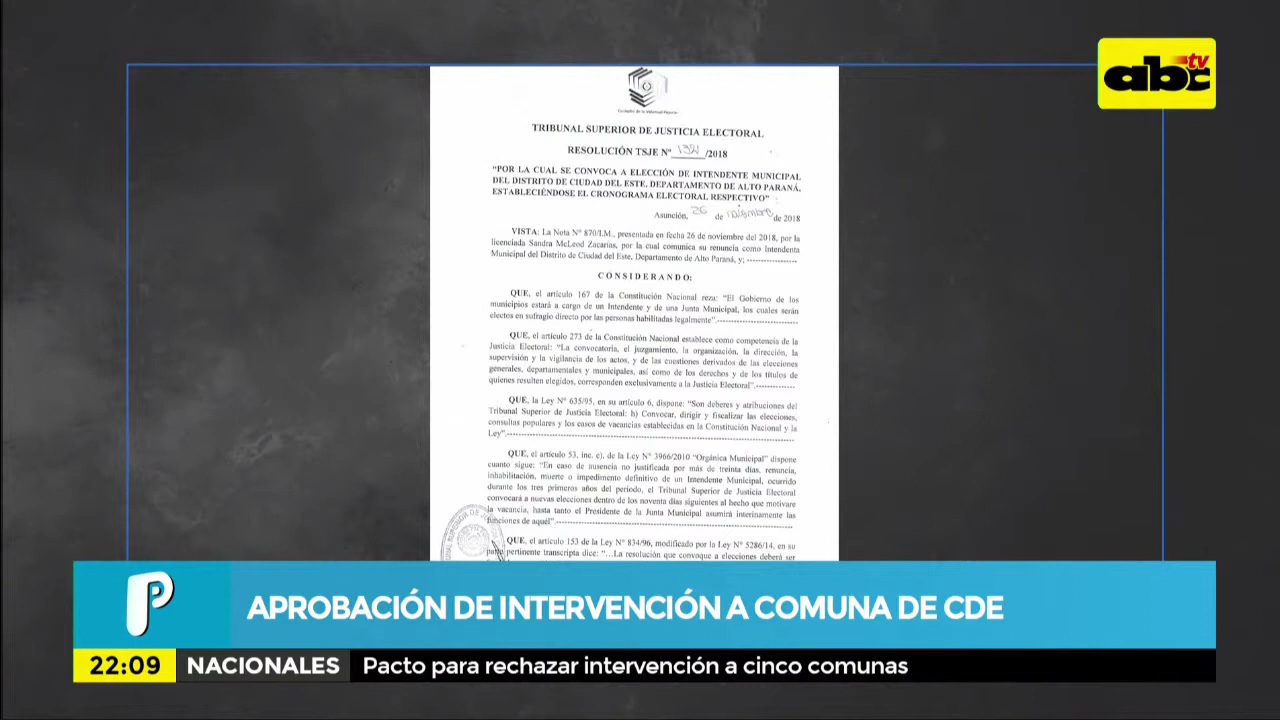 abc tv
Custodio de la Voluntad Popular
TRIBUNAL SUPERIOR DE JUSTICIA ELECTORAL
RESOLUCIÓN TSJE Nº 132/2018
"POR LA CUAL SE CONVOCA A ELECCIÓN DE INTENDENTE MUNICIPAL
DEL DISTRITO DE CIUDAD DEL ESTE, DEPARTAMENTO DE ALTO PARANÁ,
ESTABLECIÉNDOSE EL CRONOGRAMA ELECTORAL RESPECTIVO"
Asunción, 26 de noviembre de 2018
VISTA: La Nota Nº 870/I.M., presentada en fecha 26 de noviembre del 2018, por la
licenciada Sandra McLeod Zacarías, por la cual comunica su renuncia como Intendenta
Municipal del Distrito de Ciudad del Este, Departamento de Alto Paraná, y; ----------------
CONSIDERANDO:
QUE, el artículo 167 de la Constitución Nacional reza: "El Gobierno de los
municipios estará a cargo de un Intendente y de una Junta Municipal, los cuales serán
electos en sufragio directo por las personas habilitadas legalmente".--------------------------
QUE, el artículo 273 de la Constitución Nacional establece como competencia de la
Justicia Electoral: "La convocatoria, el juzgamiento, la organización, la dirección, la
supervisión y la vigilancia de los actos, y de las cuestiones derivados de las elecciones
generales, departamentales y municipales, así como de los derechos y de los títulos de
quienes resulten elegidos, corresponden exclusivamente a la Justicia Electoral".------------
QUE, la Ley Nº 635/95, en su artículo 6, dispone: "Son deberes y atribuciones del
Tribunal Superior de Justicia Electoral: h) Convocar, dirigir y fiscalizar las elecciones,
consultas populares y los casos de vacancias establecidas en la Constitución Nacional y la
Ley".------------------------------------------------------------------------------------
QUE, el artículo 53, inc. c), de la Ley Nº 3966/2010 "Orgánica Municipal" dispone
cuanto sigue: "En caso de ausencia no justificada por más de treinta días, renuncia,
inhabilitación, muerte o impedimento definitivo de un Intendente Municipal, ocurrido
durante los tres primeros años del periodo, el Tribunal Superior de Justicia Electoral
convocará a nuevas elecciones dentro de los noventa días siguientes al hecho que motivare
la vacancia, hasta tanto el Presidente de la Junta Municipal asumirá interinamente las
funciones de aquél".----------------------------------------------------------------------
QUE, el artículo 153 de la Ley Nº 834/96, modificado por la Ley Nº 5286/14, en su
parte pertinente transcripta dice: "...La resolución que convoque a elecciones deberá ser
APROBACIÓN DE INTERVENCIÓN A COMUNA DE CDE
22:09 NACIONALES Pacto para rechazar intervención a cinco comunas